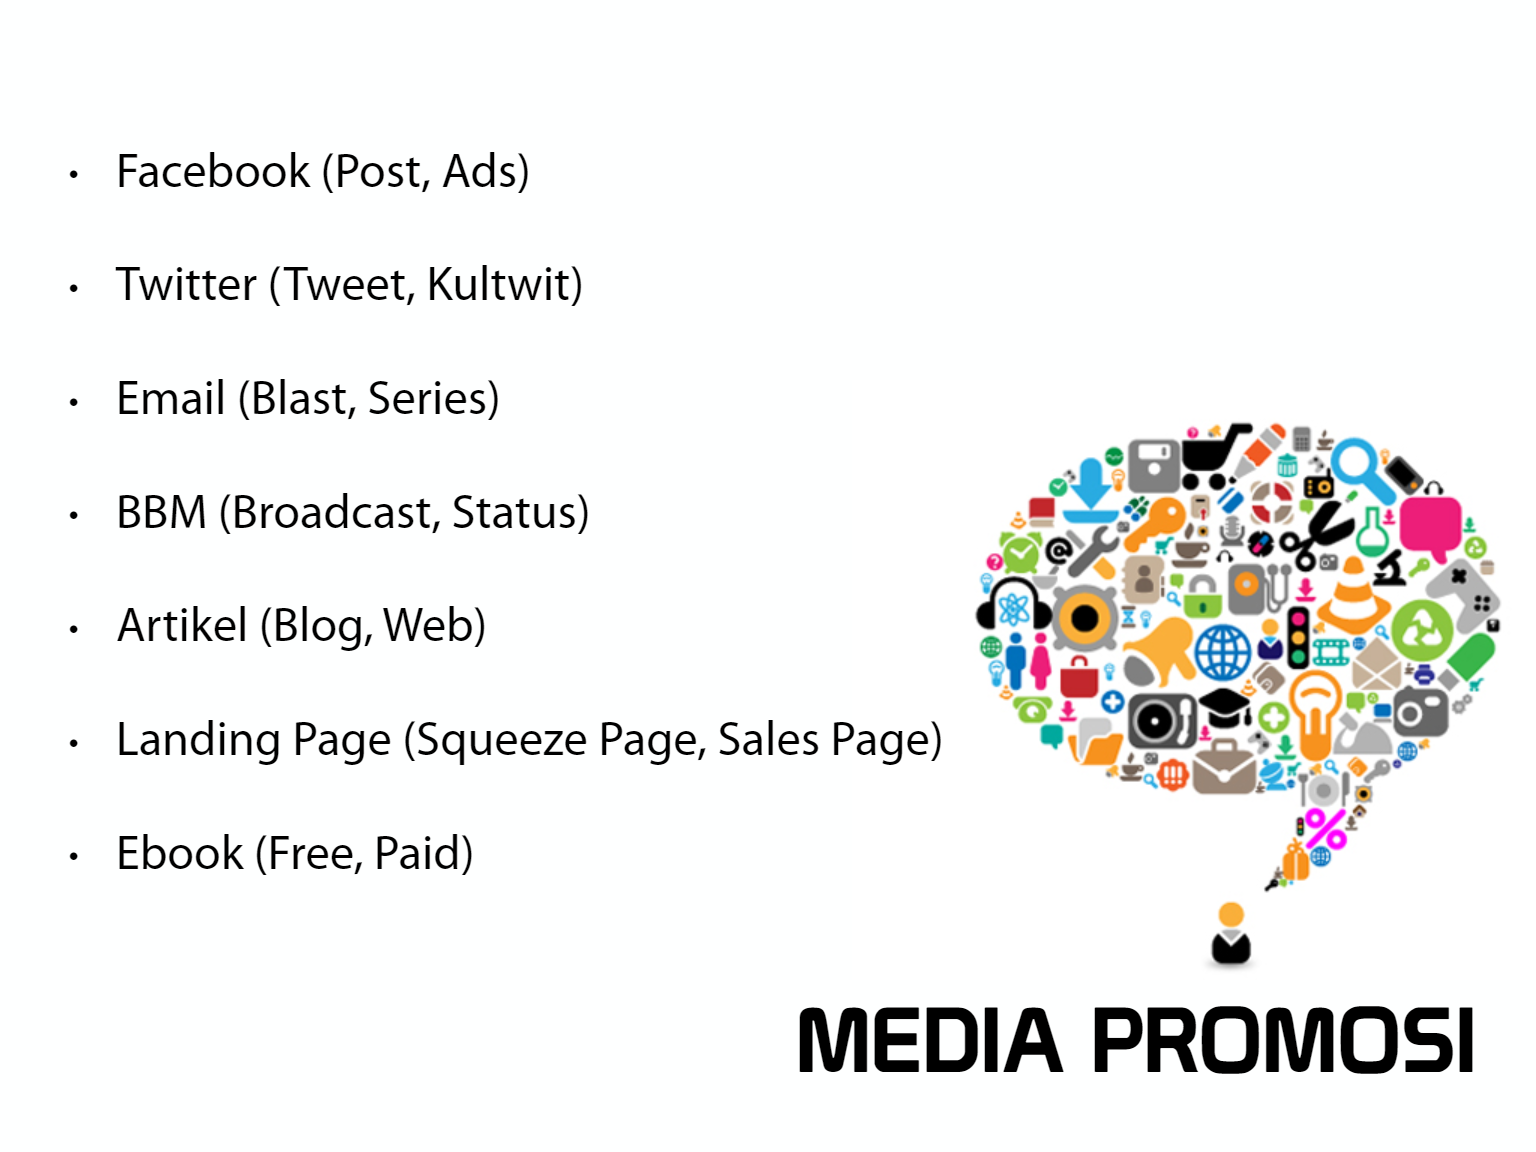 • Facebook (Post, Ads)
• Twitter (Tweet, Kultwit)
• Email (Blast, Series)
• BBM (Broadcast, Status)
• Artikel (Blog, Web)
• Landing Page (Squeeze Page, Sales Page)
• Ebook (Free, Paid)
MEDIA PROMOSI